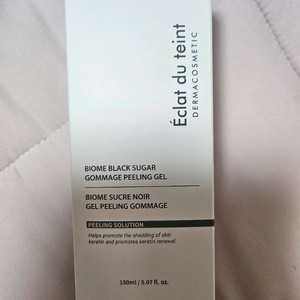 Éclat du teint
DERMACOSMETIC
BIOME BLACK SUGAR
GOMMAGE PEELING GEL
BIOME SUCRE NOIR
GEL PEELING GOMMAGE
PEELING SOLUTION
Helps promote the shedding of skin
keratin and promotes keratin renewal.
150ml / 5.07 fl. oz.